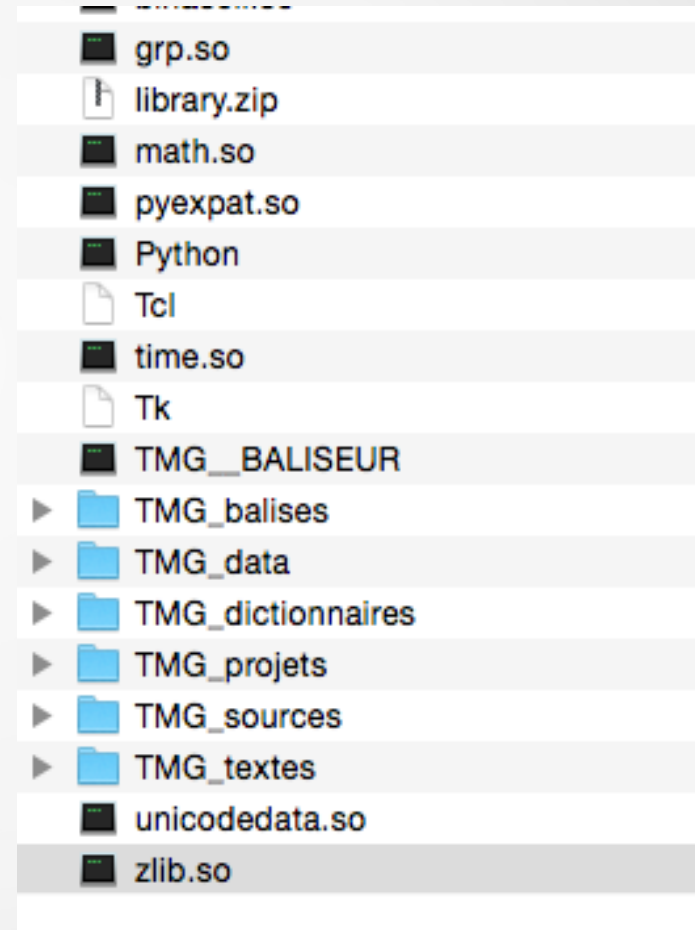 grp.so
library.zip
math.so
pyexpat.so
Python
Tcl
time.so
Tk
TMG__BALISEUR
TMG_balises
TMG_data
TMG_dictionnaires
TMG_projets
TMG_sources
TMG_textes
unicodedata.so
zlib.so